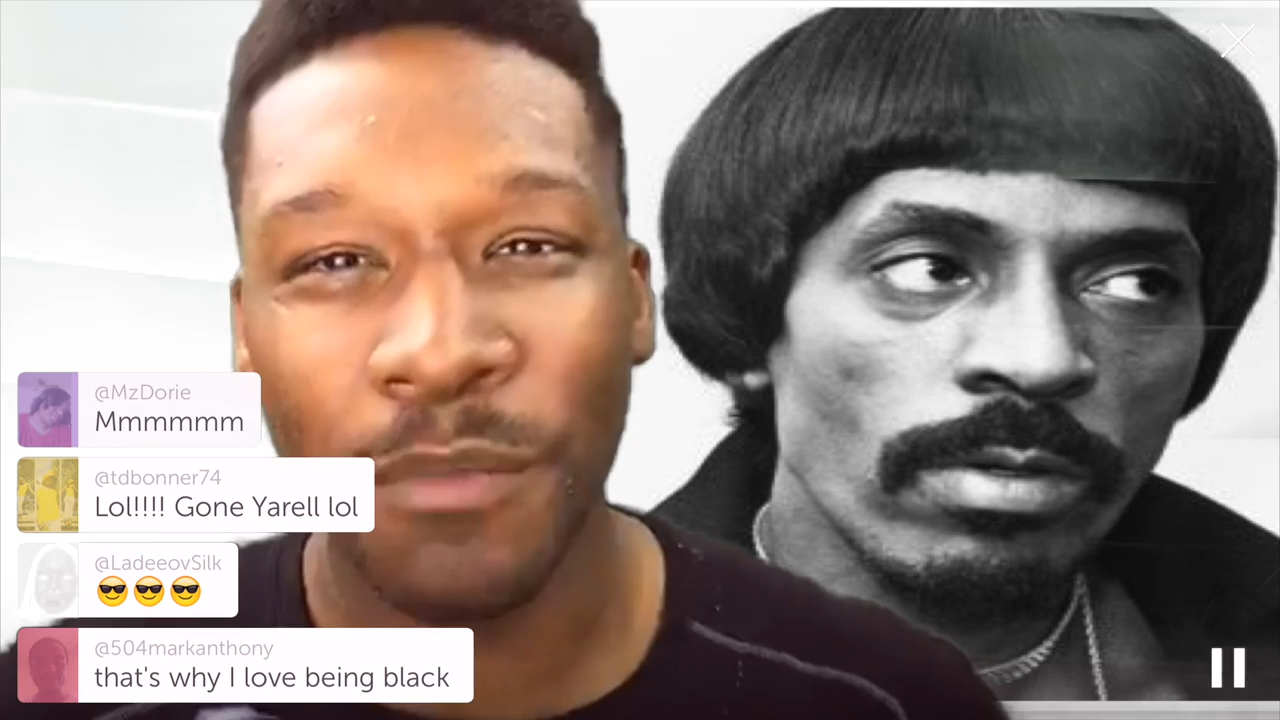 @MzDorie
Mmmmmm
@tdbonner74
Lol!!!! Gone Yarell lol
@LadeeovSilk
😎😎😎
@504markanthony
that's why I love being black